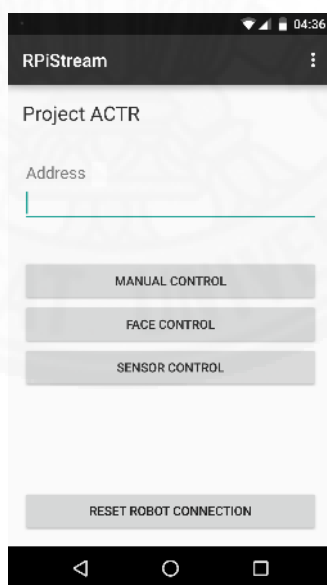 04:36
RPiStream
Project ACTR
Address
MANUAL CONTROL
FACE CONTROL
SENSOR CONTROL
RESET ROBOT CONNECTION